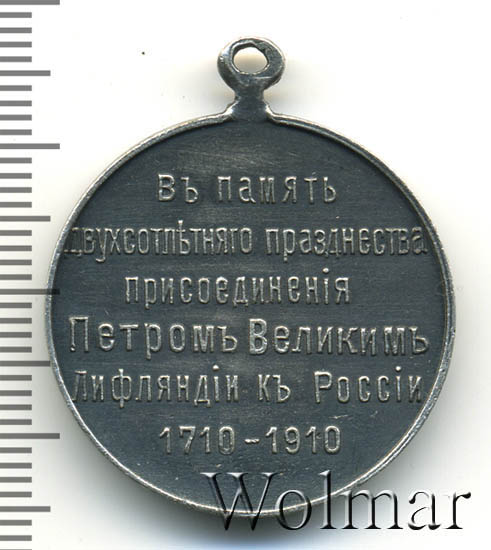 Въ память
двухсотлѣтняго празднества
присоединенія
Петромъ Великимъ
Лифляндіи къ Россіи
1710-1910
Wolmar